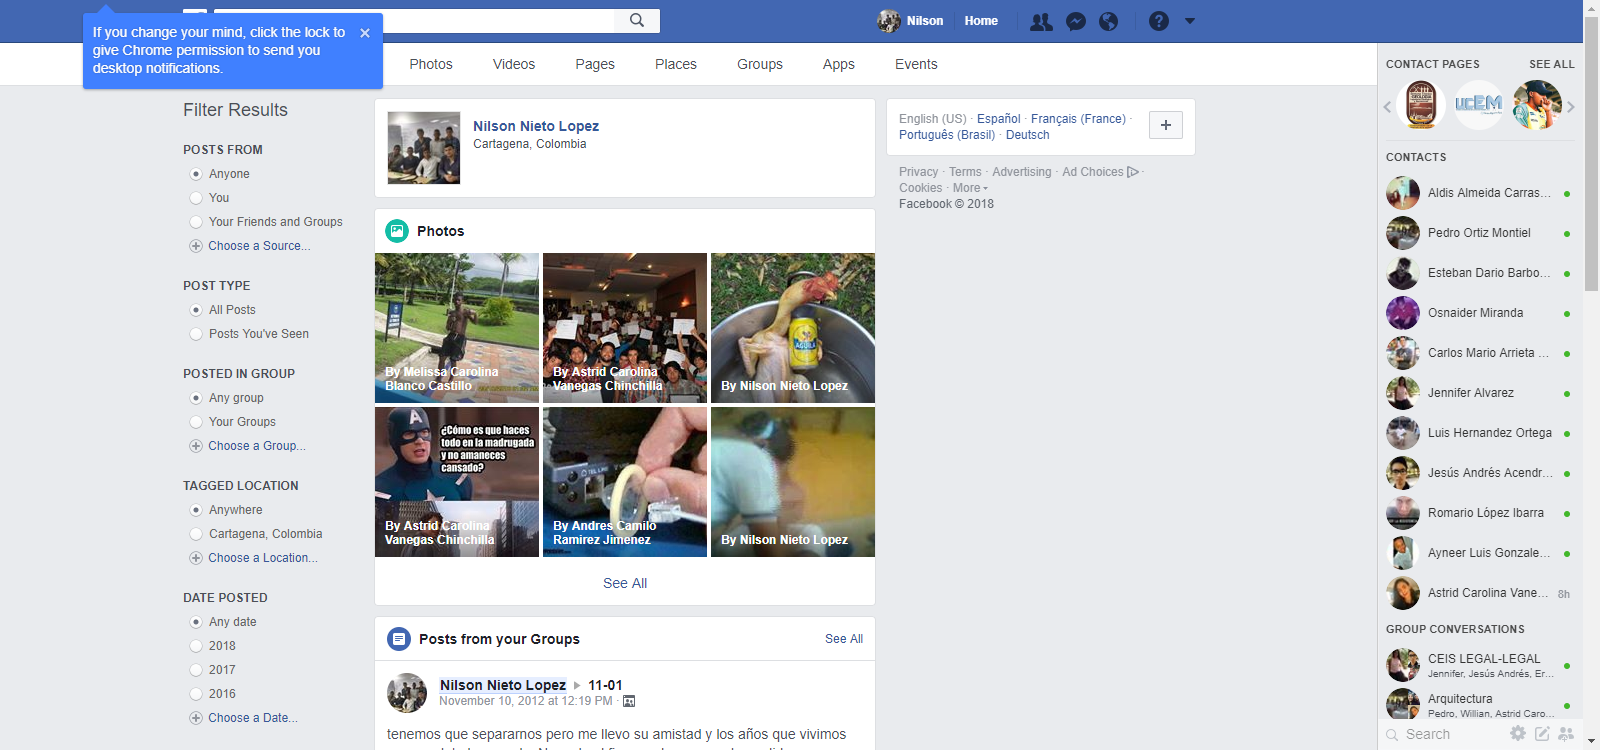 Nilson
Home
If you change your mind, click the lock to
give Chrome permission to send you
desktop notifications.
Photos
Videos
Pages
Places
Groups
Apps
Events
Filter Results
POSTS FROM
Anyone
You
Your Friends and Groups
Choose a Source...
POST TYPE
All Posts
Posts You've Seen
POSTED IN GROUP
Any group
Your Groups
Choose a Group...
TAGGED LOCATION
Anywhere
Cartagena, Colombia
Choose a Location...
DATE POSTED
Any date
2018
2017
2016
Choose a Date...
Nilson Nieto Lopez
Cartagena, Colombia
Photos
By Melissa Carolina
Blanco Castillo
By Astrid Carolina
Vanegas Chinchilla
AGUILA
By Nilson Nieto Lopez
¿Cómo es que haces
todo en la madrugada
y no amaneces
cansado?
By Astrid Carolina
Vanegas Chinchilla
By Andres Camilo
Ramirez Jimenez
By Nilson Nieto Lopez
See All
Posts from your Groups
See All
Nilson Nieto Lopez 11-01
November 10, 2012 at 12:19 PM ·
tenemos que separarnos pero me llevo su amistad y los años que vivimos
English (US) · Español · Français (France) ·
Português (Brasil) · Deutsch
Privacy · Terms · Advertising · Ad Choices ·
Cookies · More
Facebook © 2018
CONTACT PAGES
SEE ALL
UCEM
CONTACTS
Aldis Almeida Carras...
Pedro Ortiz Montiel
Esteban Dario Barbo...
Osnaider Miranda
Carlos Mario Arrieta ...
Jennifer Alvarez
Luis Hernandez Ortega
Jesús Andrés Acendr...
Romario López Ibarra
Ayneer Luis Gonzale...
Astrid Carolina Vane... 8h
GROUP CONVERSATIONS
CEIS LEGAL-LEGAL
Jennifer, Jesús Andrés, Er...
Arquitectura
Pedro, Willian, Astrid Caro...
Search